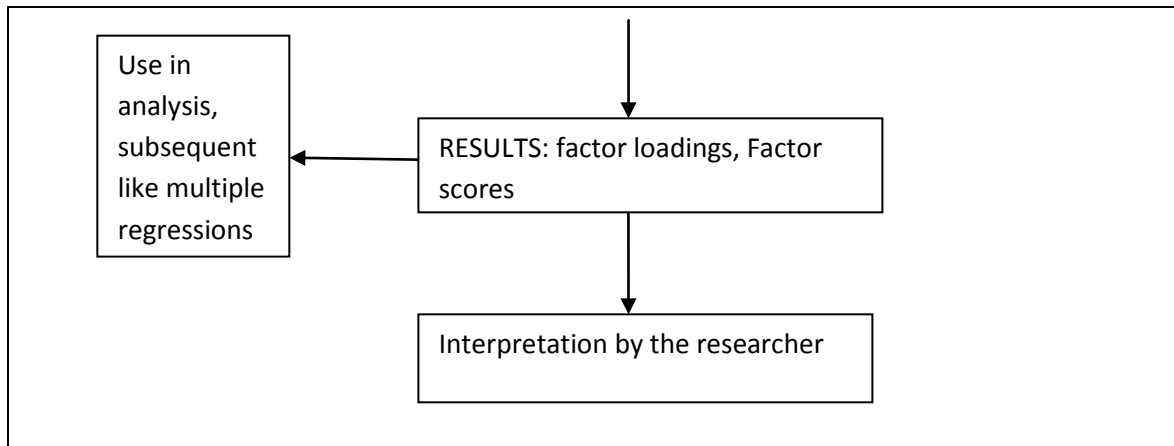 Use in
analysis,
subsequent
like multiple
regressions
RESULTS: factor loadings, Factor
scores
Interpretation by the researcher